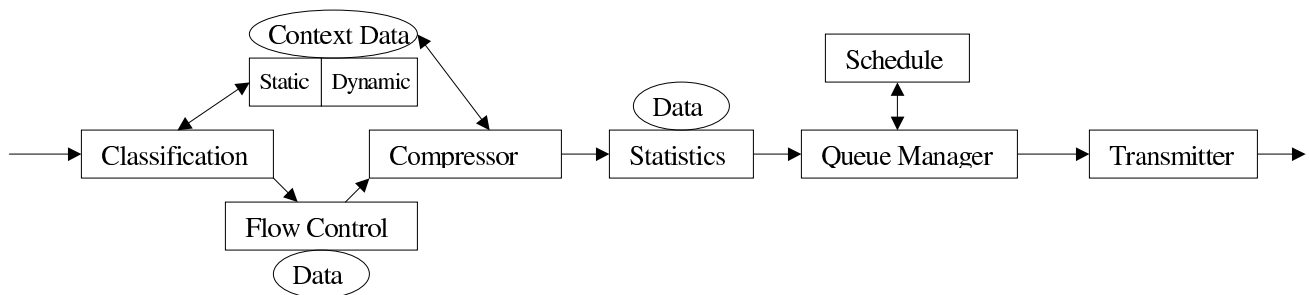 Context Data
Static
Dynamic
Schedule
Data
Classification
Compressor
Statistics
Queue Manager
Transmitter
Flow Control
Data